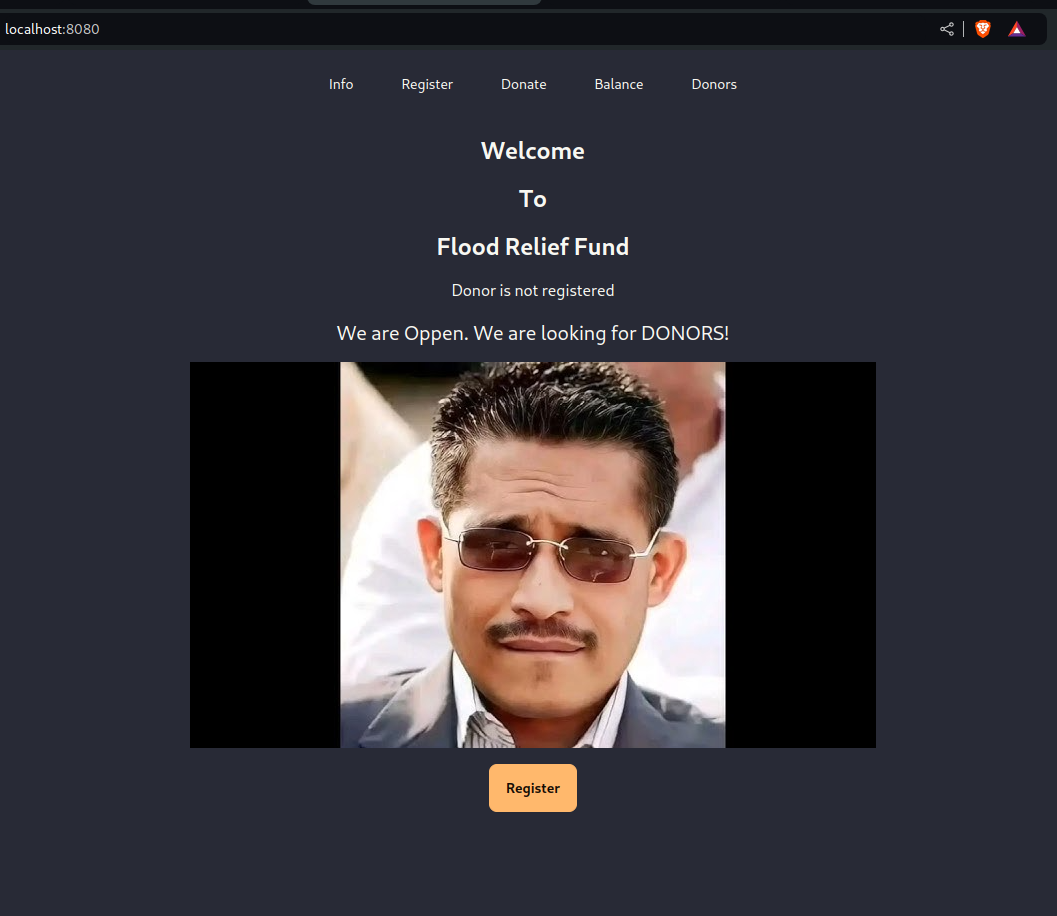 localhost:8080
Info Register Donate Balance Donors
Welcome
To
Flood Relief Fund
Donor is not registered
We are Oppen. We are looking for DONORS!
Register